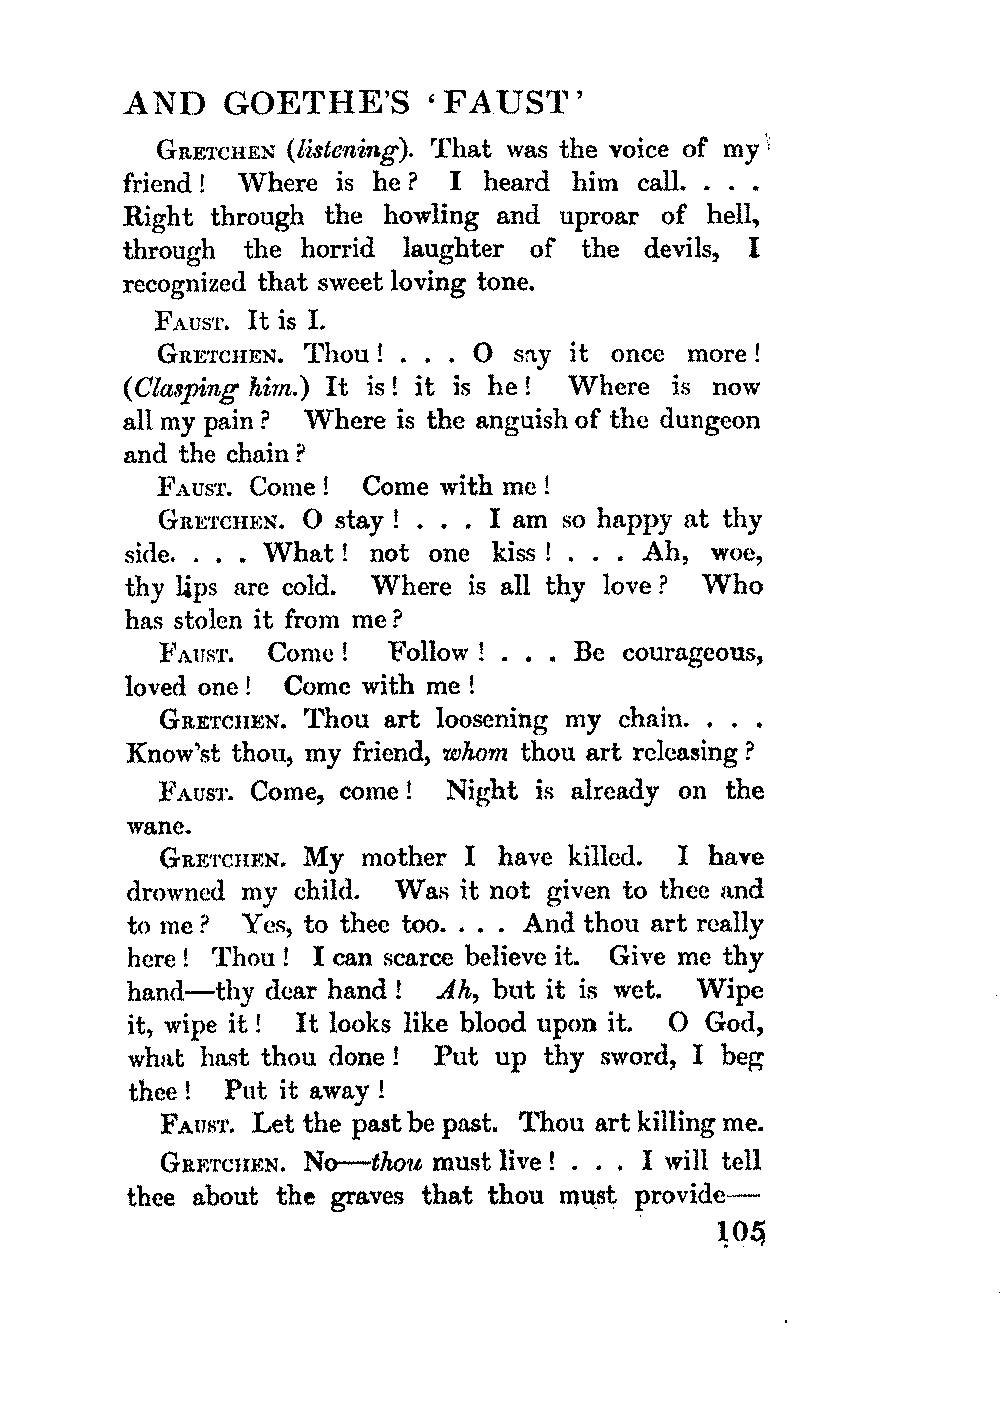 AND GOETHE'S ‘FAUST’
GRETCHEN (listening). That was the voice of my
friend! Where is he? I heard him call. . . .
Right through the howling and uproar of hell,
through the horrid laughter of the devils, I
recognized that sweet loving tone.
FAUST. It is I.
GRETCHEN. Thou! . . . O say it once more!
(Clasping him.) It is! it is he! Where is now
all my pain? Where is the anguish of the dungeon
and the chain?
FAUST. Come! Come with me!
GRETCHEN. O stay! . . . I am so happy at thy
side. . . . What! not one kiss! . . . Ah, woe,
thy lips are cold. Where is all thy love? Who
has stolen it from me?
FAUST. Come! Follow! . . . Be courageous,
loved one! Come with me!
GRETCHEN. Thou art loosening my chain. . . .
Know'st thou, my friend, whom thou art releasing?
FAUST. Come, come! Night is already on the
wane.
GRETCHEN. My mother I have killed. I have
drowned my child. Was it not given to thee and
to me? Yes, to thee too. . . . And thou art really
here! Thou! I can scarce believe it. Give me thy
hand—thy dear hand! Ah, but it is wet. Wipe
it, wipe it! It looks like blood upon it. O God,
what hast thou done! Put up thy sword, I beg
thee! Put it away!
FAUST. Let the past be past. Thou art killing me.
GRETCHEN. No—thou must live! . . . I will tell
thee about the graves that thou must provide—
105